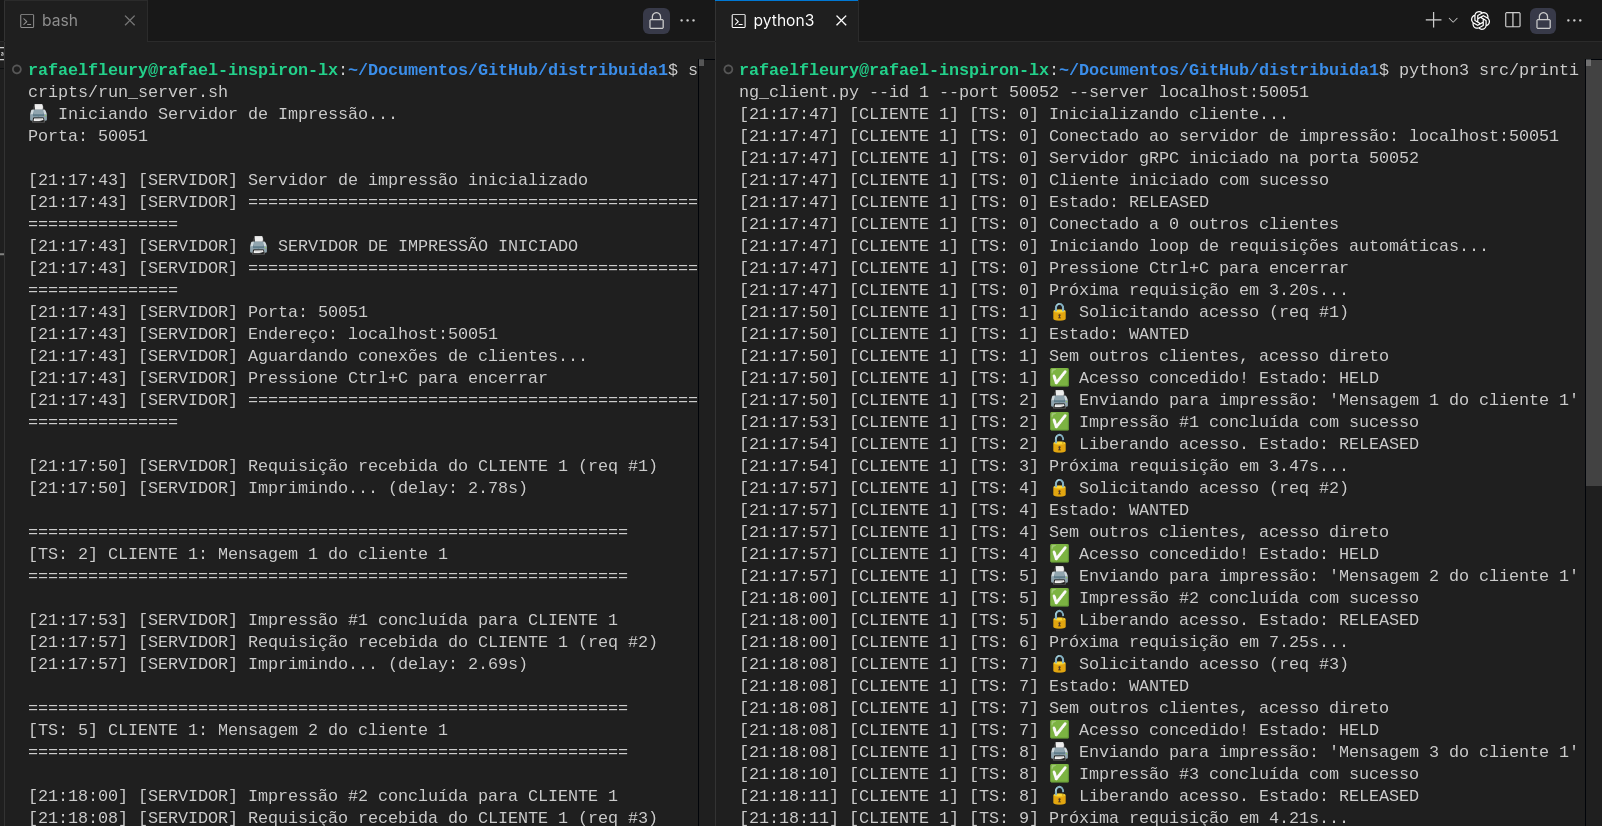 bash
rafaelfleury@rafael-inspiron-lx:~/Documentos/GitHub/distribuida1$ s
cripts/run_server.sh
🖨️ Iniciando Servidor de Impressão...
Porta: 50051
[21:17:43] [SERVIDOR] Servidor de impressão inicializado
[21:17:43] [SERVIDOR] =============================================
===============
[21:17:43] [SERVIDOR] 🖨️ SERVIDOR DE IMPRESSÃO INICIADO
[21:17:43] [SERVIDOR] =============================================
===============
[21:17:43] [SERVIDOR] Porta: 50051
[21:17:43] [SERVIDOR] Endereço: localhost:50051
[21:17:43] [SERVIDOR] Aguardando conexões de clientes...
[21:17:43] [SERVIDOR] Pressione Ctrl+C para encerrar
[21:17:43] [SERVIDOR] =============================================
===============
[21:17:50] [SERVIDOR] Requisição recebida do CLIENTE 1 (req #1)
[21:17:50] [SERVIDOR] Imprimindo... (delay: 2.78s)
============================================================
[TS: 2] CLIENTE 1: Mensagem 1 do cliente 1
============================================================
[21:17:53] [SERVIDOR] Impressão #1 concluída para CLIENTE 1
[21:17:57] [SERVIDOR] Requisição recebida do CLIENTE 1 (req #2)
[21:17:57] [SERVIDOR] Imprimindo... (delay: 2.69s)
============================================================
[TS: 5] CLIENTE 1: Mensagem 2 do cliente 1
============================================================
[21:18:00] [SERVIDOR] Impressão #2 concluída para CLIENTE 1
[21:18:08] [SERVIDOR] Requisição recebida do CLIENTE 1 (req #3)
python3
rafaelfleury@rafael-inspiron-lx:~/Documentos/GitHub/distribuida1$ python3 src/printi
ng_client.py --id 1 --port 50052 --server localhost:50051
[21:17:47] [CLIENTE 1] [TS: 0] Inicializando cliente...
[21:17:47] [CLIENTE 1] [TS: 0] Conectado ao servidor de impressão: localhost:50051
[21:17:47] [CLIENTE 1] [TS: 0] Servidor gRPC iniciado na porta 50052
[21:17:47] [CLIENTE 1] [TS: 0] Cliente iniciado com sucesso
[21:17:47] [CLIENTE 1] [TS: 0] Estado: RELEASED
[21:17:47] [CLIENTE 1] [TS: 0] Conectado a 0 outros clientes
[21:17:47] [CLIENTE 1] [TS: 0] Iniciando loop de requisições automáticas...
[21:17:47] [CLIENTE 1] [TS: 0] Pressione Ctrl+C para encerrar
[21:17:47] [CLIENTE 1] [TS: 0] Próxima requisição em 3.20s...
[21:17:50] [CLIENTE 1] [TS: 1] 🔒 Solicitando acesso (req #1)
[21:17:50] [CLIENTE 1] [TS: 1] Estado: WANTED
[21:17:50] [CLIENTE 1] [TS: 1] Sem outros clientes, acesso direto
[21:17:50] [CLIENTE 1] [TS: 1] ✅ Acesso concedido! Estado: HELD
[21:17:50] [CLIENTE 1] [TS: 2] 🖨️ Enviando para impressão: 'Mensagem 1 do cliente 1'
[21:17:53] [CLIENTE 1] [TS: 2] ✅ Impressão #1 concluída com sucesso
[21:17:54] [CLIENTE 1] [TS: 2] 🔓 Liberando acesso. Estado: RELEASED
[21:17:54] [CLIENTE 1] [TS: 3] Próxima requisição em 3.47s...
[21:17:57] [CLIENTE 1] [TS: 4] 🔒 Solicitando acesso (req #2)
[21:17:57] [CLIENTE 1] [TS: 4] Estado: WANTED
[21:17:57] [CLIENTE 1] [TS: 4] Sem outros clientes, acesso direto
[21:17:57] [CLIENTE 1] [TS: 4] ✅ Acesso concedido! Estado: HELD
[21:17:57] [CLIENTE 1] [TS: 5] 🖨️ Enviando para impressão: 'Mensagem 2 do cliente 1'
[21:18:00] [CLIENTE 1] [TS: 5] ✅ Impressão #2 concluída com sucesso
[21:18:00] [CLIENTE 1] [TS: 5] 🔓 Liberando acesso. Estado: RELEASED
[21:18:00] [CLIENTE 1] [TS: 6] Próxima requisição em 7.25s...
[21:18:08] [CLIENTE 1] [TS: 7] 🔒 Solicitando acesso (req #3)
[21:18:08] [CLIENTE 1] [TS: 7] Estado: WANTED
[21:18:08] [CLIENTE 1] [TS: 7] Sem outros clientes, acesso direto
[21:18:08] [CLIENTE 1] [TS: 7] ✅ Acesso concedido! Estado: HELD
[21:18:08] [CLIENTE 1] [TS: 8] 🖨️ Enviando para impressão: 'Mensagem 3 do cliente 1'
[21:18:10] [CLIENTE 1] [TS: 8] ✅ Impressão #3 concluída com sucesso
[21:18:11] [CLIENTE 1] [TS: 8] 🔓 Liberando acesso. Estado: RELEASED
[21:18:11] [CLIENTE 1] [TS: 9] Próxima requisição em 4.21s...